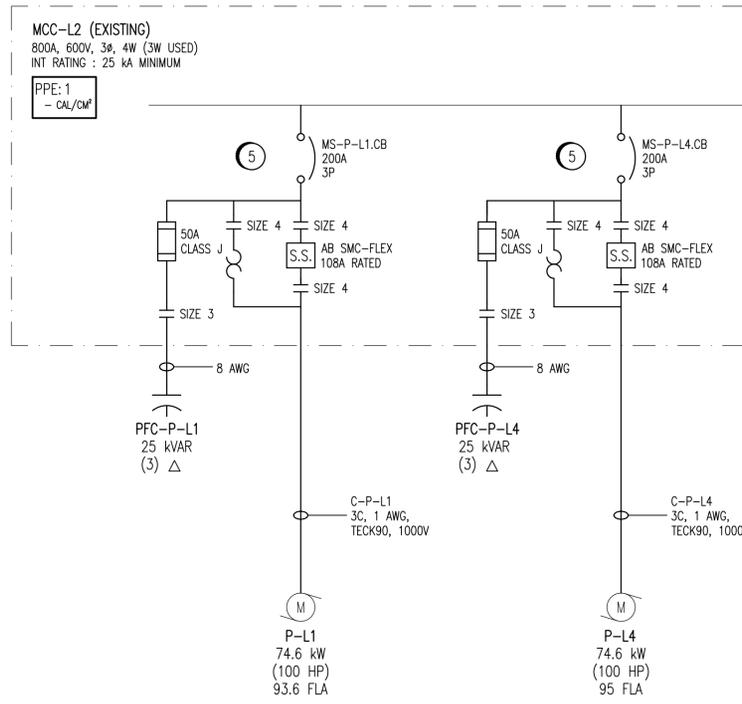 MCC-L2 (EXISTING)
800A, 600V, 3ø, 4W (3W USED)
INT RATING : 25 kA MINIMUM
PPE: 1
- CAL/CM²
5
MS-P-L1.CB
200A
3P
50A
CLASS J
SIZE 4
SIZE 4
S.S.
AB SMC-FLEX
108A RATED
SIZE 4
SIZE 3
8 AWG
PFC-P-L1
25 kVAR
(3) △
C-P-L1
3C, 1 AWG,
TECK90, 1000V
M
P-L1
74.6 kW
(100 HP)
93.6 FLA
5
MS-P-L4.CB
200A
3P
50A
CLASS J
SIZE 4
SIZE 4
S.S.
AB SMC-FLEX
108A RATED
SIZE 4
SIZE 3
8 AWG
PFC-P-L4
25 kVAR
(3) △
C-P-L4
3C, 1 AWG,
TECK90, 1000
M
P-L4
74.6 kW
(100 HP)
95 FLA